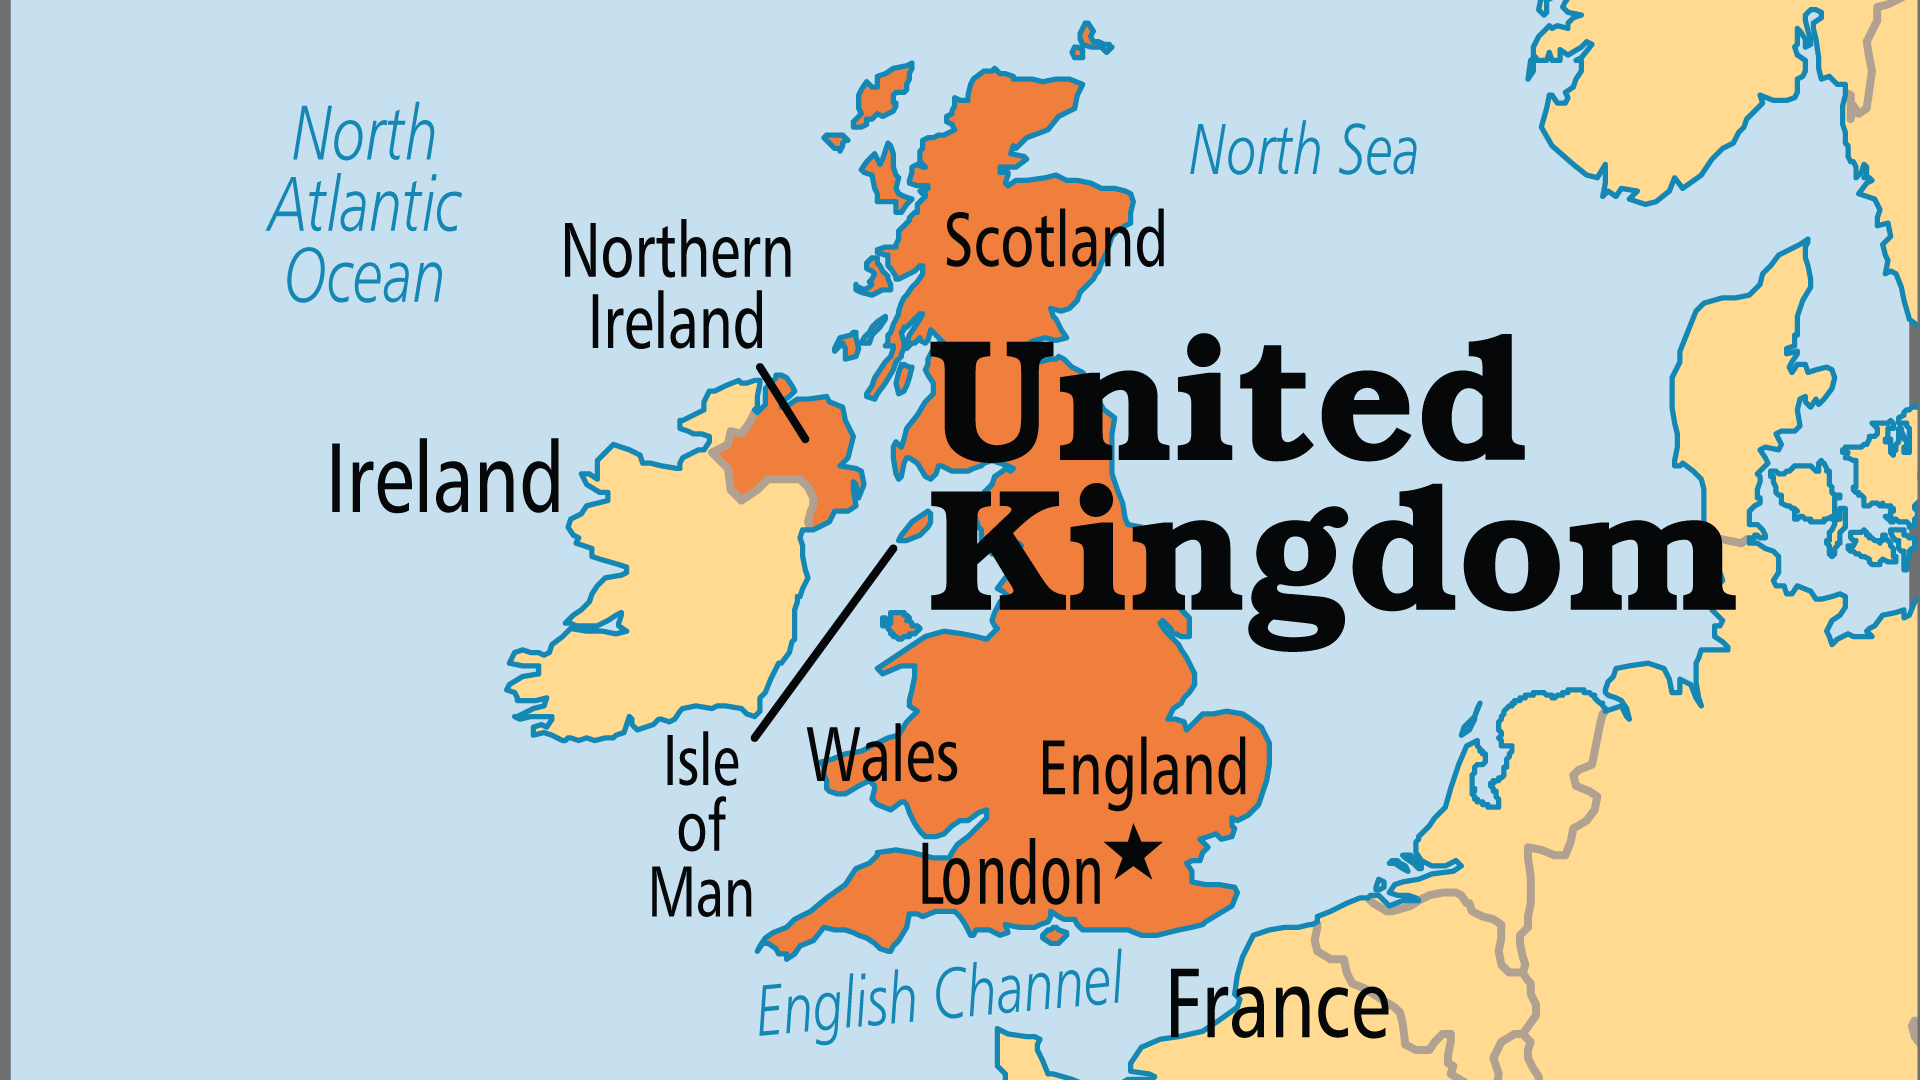 North
Atlantic
Ocean
North Sea
Northern
Ireland
Scotland
United
Kingdom
Ireland
Isle
of
Man
Wales
England
London
English Channel
France